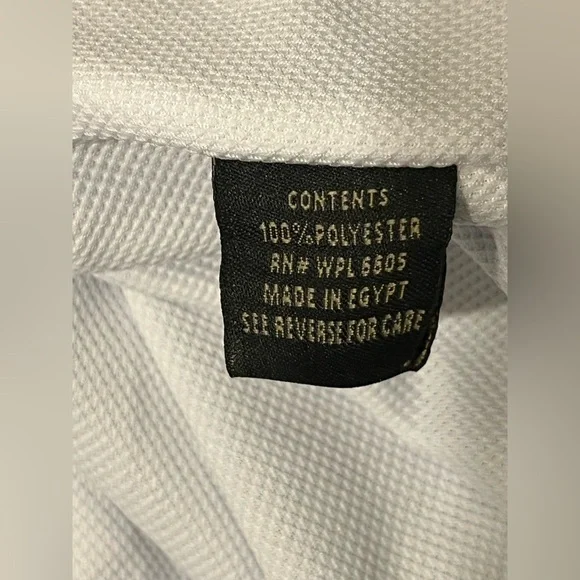 CONTENTS
100% POLYESTER
RN# WPL 6605
MADE IN EGYPT
SEE REVERSE FOR CARE